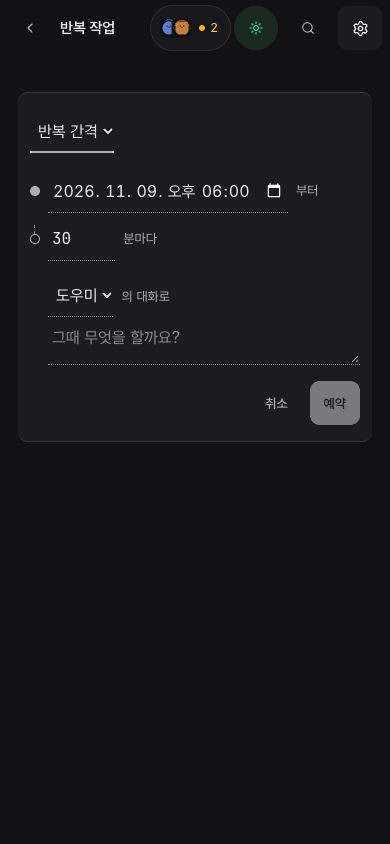 반복 작업
2
반복 간격
2026. 11. 09. 오후 06:00 부터
30 분마다
도우미 의 대화로
그때 무엇을 할까요?
취소 예약